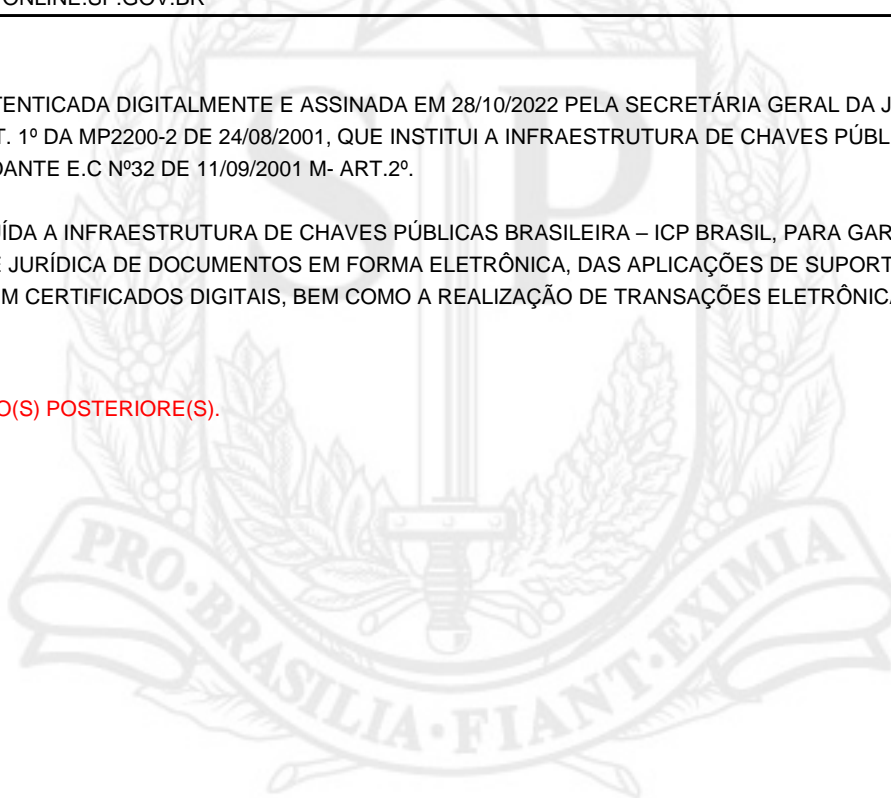 ONLINE.SP.GOV.BR
TENTICADA DIGITALMENTE E ASSINADA EM 28/10/2022 PELA SECRETÁRIA GERAL DA J
T. 1º DA MP2200-2 DE 24/08/2001, QUE INSTITUI A INFRAESTRUTURA DE CHAVES PÚBL
DANTE E.C Nº32 DE 11/09/2001 M- ART.2º.
ÍDA A INFRAESTRUTURA DE CHAVES PÚBLICAS BRASILEIRA – ICP BRASIL, PARA GAR
E JURÍDICA DE DOCUMENTOS EM FORMA ELETRÔNICA, DAS APLICAÇÕES DE SUPORT
M CERTIFICADOS DIGITAIS, BEM COMO A REALIZAÇÃO DE TRANSAÇÕES ELETRÔNICA
O(S) POSTERIORE(S).
SP
PRO·BRASILIA·FIANT·EXIMIA